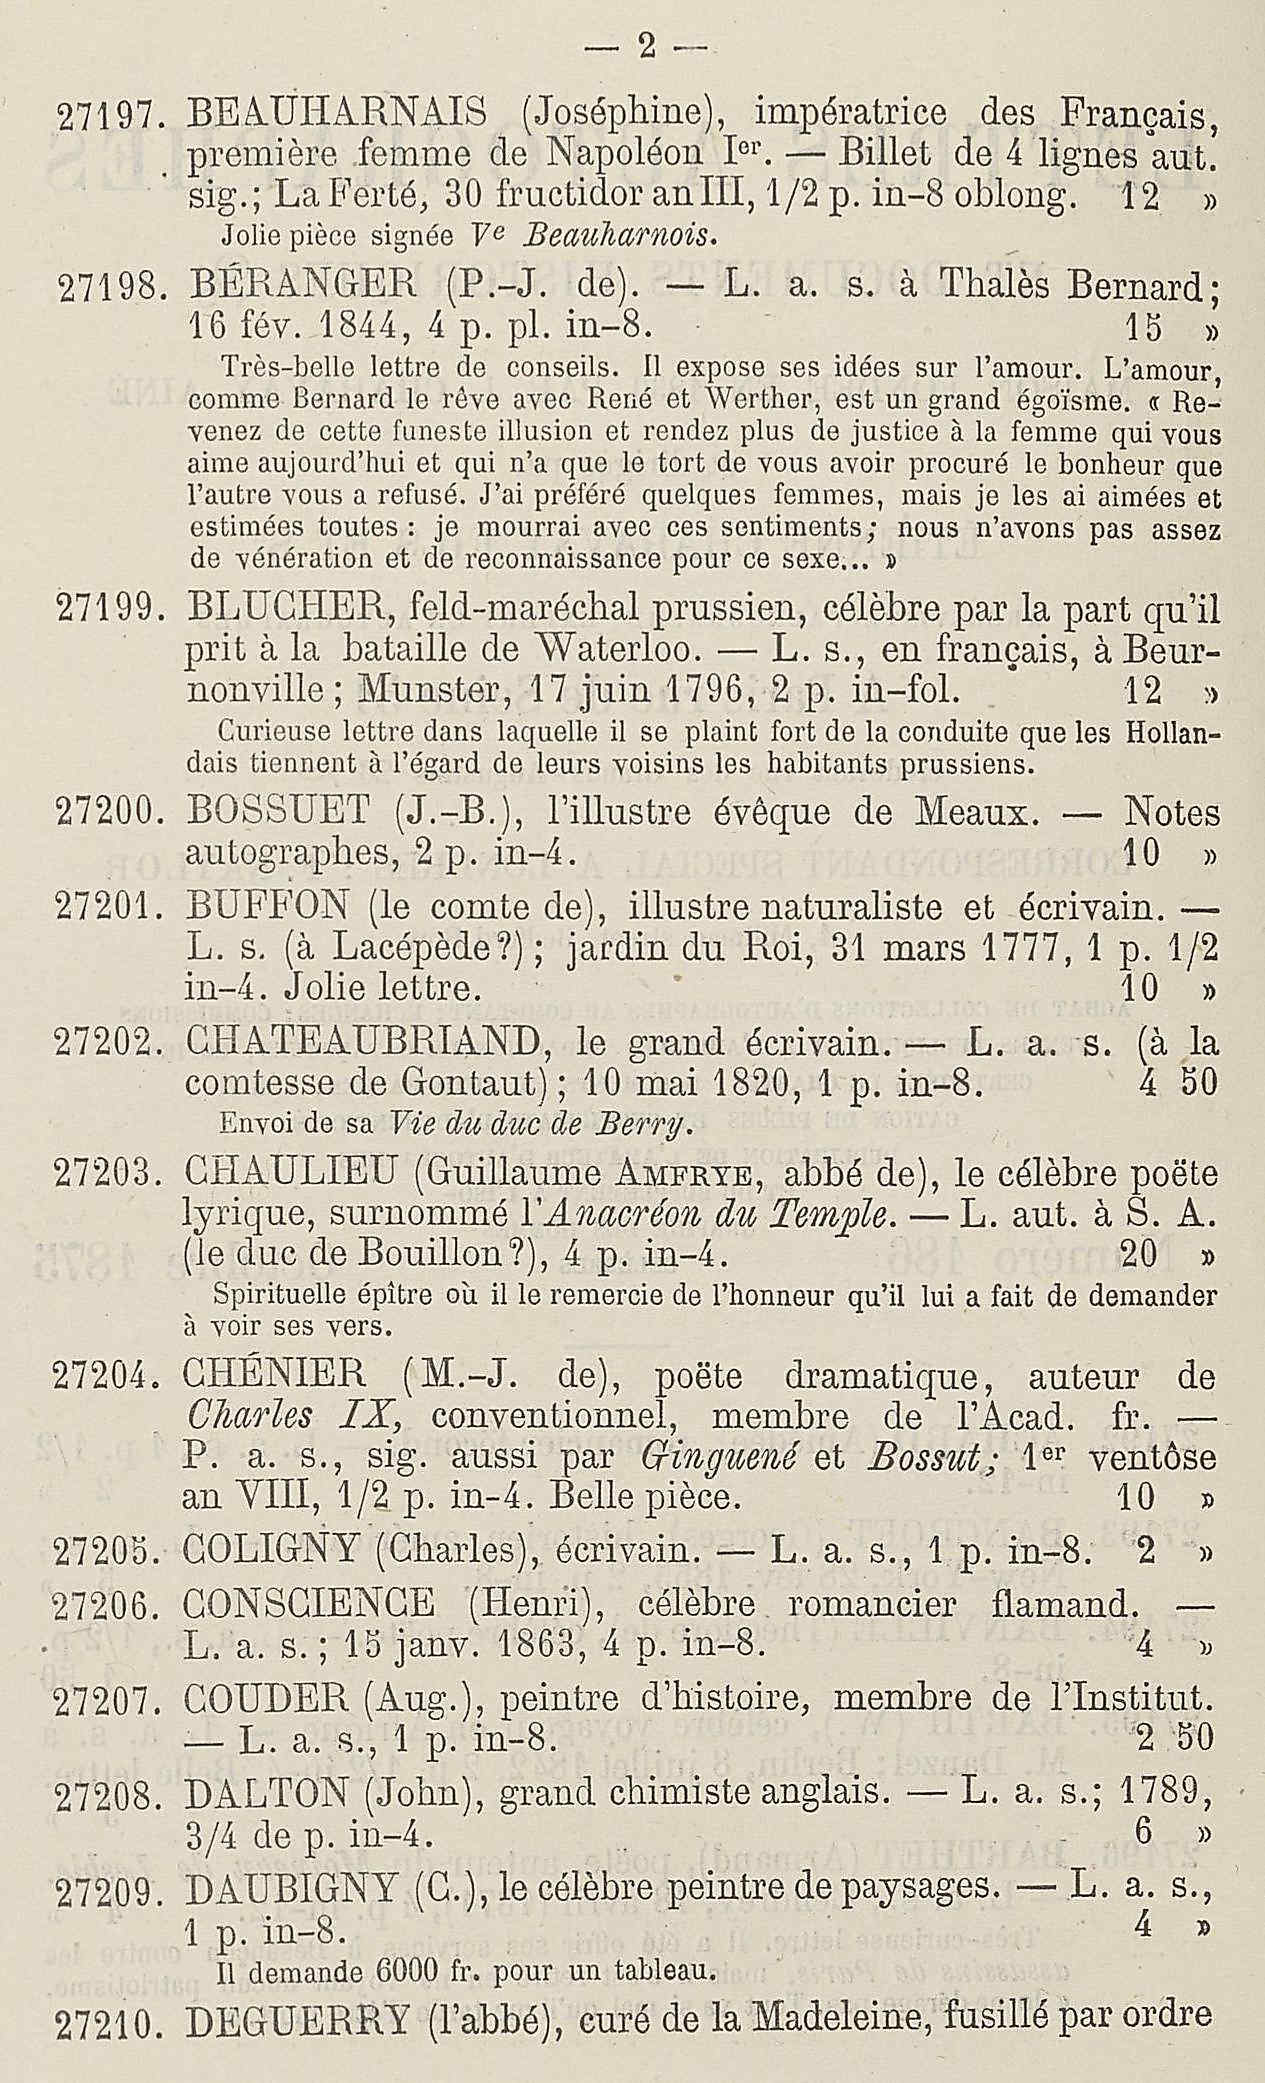 — 2 —
27197. BEAUHARNAIS (Joséphine), impératrice des Français,
première femme de Napoléon Ier. — Billet de 4 lignes aut.
sig.; La Ferté, 30 fructidor an III, 1/2 p. in-8 oblong. 12 »
Jolie pièce signée Ve Beauharnois.
27198. BÉRANGER (P.-J. de). — L. a. s. à Thalès Bernard;
16 fév. 1844, 4 p. pl. in-8. 15 »
Très-belle lettre de conseils. Il expose ses idées sur l'amour. L'amour,
comme Bernard le rêve avec René et Werther, est un grand égoïsme. « Re-
venez de cette funeste illusion et rendez plus de justice à la femme qui vous
aime aujourd'hui et qui n'a que le tort de vous avoir procuré le bonheur que
l'autre vous a refusé. J'ai préféré quelques femmes, mais je les ai aimées et
estimées toutes : je mourrai avec ces sentiments; nous n'avons pas assez
de vénération et de reconnaissance pour ce sexe... »
27199. BLUCHER, feld-maréchal prussien, célèbre par la part qu'il
prit à la bataille de Waterloo. — L. s., en français, à Beur-
nonville ; Munster, 17 juin 1796, 2 p. in-fol. 12 »
Curieuse lettre dans laquelle il se plaint fort de la conduite que les Hollan-
dais tiennent à l'égard de leurs voisins les habitants prussiens.
27200. BOSSUET (J.-B.), l'illustre évêque de Meaux. — Notes
autographes, 2 p. in-4. 10 »
27201. BUFFON (le comte de), illustre naturaliste et écrivain. —
L. s. (à Lacépède?) ; jardin du Roi, 31 mars 1777, 1 p. 1/2
in-4. Jolie lettre. 10 »
27202. CHATEAUBRIAND, le grand écrivain. — L. a. s. (à la
comtesse de Gontaut) ; 10 mai 1820, 1 p. in-8. 4 50
Envoi de sa Vie du duc de Berry.
27203. CHAULIEU (Guillaume AMFRYE, abbé de), le célèbre poëte
lyrique, surnommé l'Anacréon du Temple. — L. aut. à S. A.
(le duc de Bouillon?), 4 p. in-4. 20 »
Spirituelle épître où il le remercie de l'honneur qu'il lui a fait de demander
à voir ses vers.
27204. CHÉNIER (M.-J. de), poëte dramatique, auteur de
Charles IX, conventionnel, membre de l'Acad. fr. —
P. a. s., sig. aussi par Ginguené et Bossut; 1er ventôse
an VIII, 1/2 p. in-4. Belle pièce. 10 »
27205. COLIGNY (Charles), écrivain. — L. a. s., 1 p. in-8. 2 »
27206. CONSCIENCE (Henri), célèbre romancier flamand. —
L. a. s. ; 15 janv. 1863, 4 p. in-8. 4 »
27207. COUDER (Aug.), peintre d'histoire, membre de l'Institut.
— L. a. s., 1 p. in-8. 2 50
27208. DALTON (John), grand chimiste anglais. — L. a. s.; 1789,
3/4 de p. in-4. 6 »
27209. DAUBIGNY (C.), le célèbre peintre de paysages. — L. a. s.,
1 p. in-8. 4 »
Il demande 6000 fr. pour un tableau.
27210. DEGUERRY (l'abbé), curé de la Madeleine, fusillé par ordre